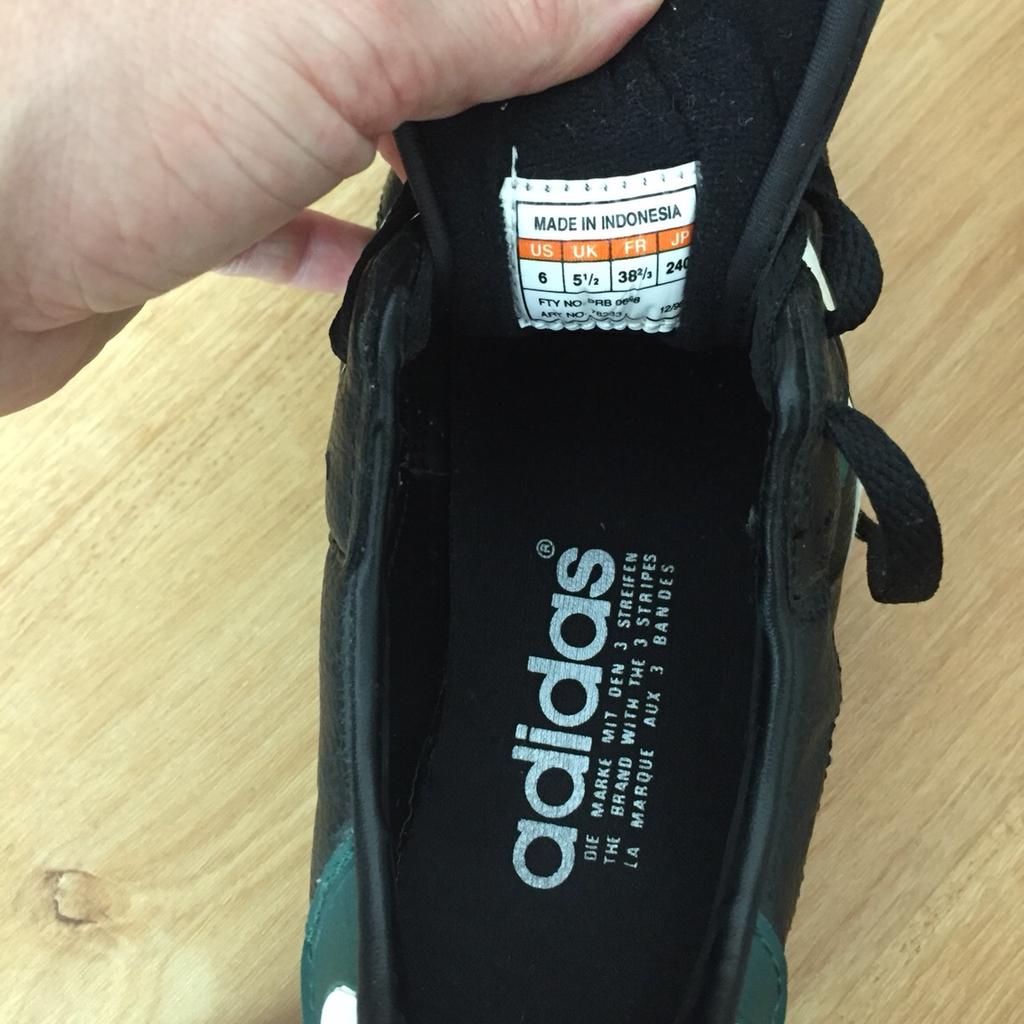 MADE IN INDONESIA
US UK FR JP
6 5¹/₂ 38²/₃ 240
FTY NO.
ART NO.
adidas®
DIE MARKE MIT DEN 3 STREIFEN
THE BRAND WITH THE 3 STRIPES
LA MARQUE AUX 3 BANDES